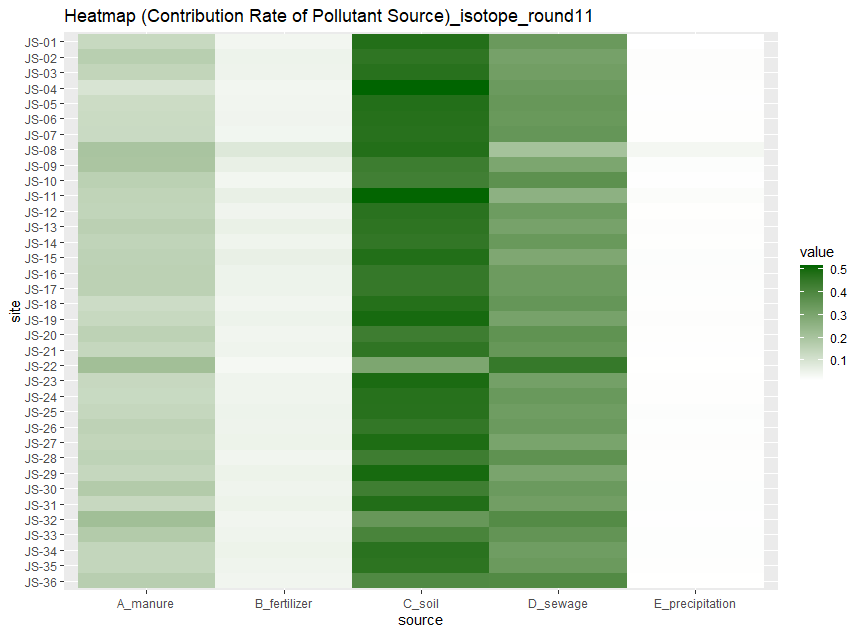 Heatmap (Contribution Rate of Pollutant Source)_isotope_round11
site
JS-01
JS-02
JS-03
JS-04
JS-05
JS-06
JS-07
JS-08
JS-09
JS-10
JS-11
JS-12
JS-13
JS-14
JS-15
JS-16
JS-17
JS-18
JS-19
JS-20
JS-21
JS-22
JS-23
JS-24
JS-25
JS-26
JS-27
JS-28
JS-29
JS-30
JS-31
JS-32
JS-33
JS-34
JS-35
JS-36
A_manure B_fertilizer C_soil D_sewage E_precipitation
source
value
0.5
0.4
0.3
0.2
0.1